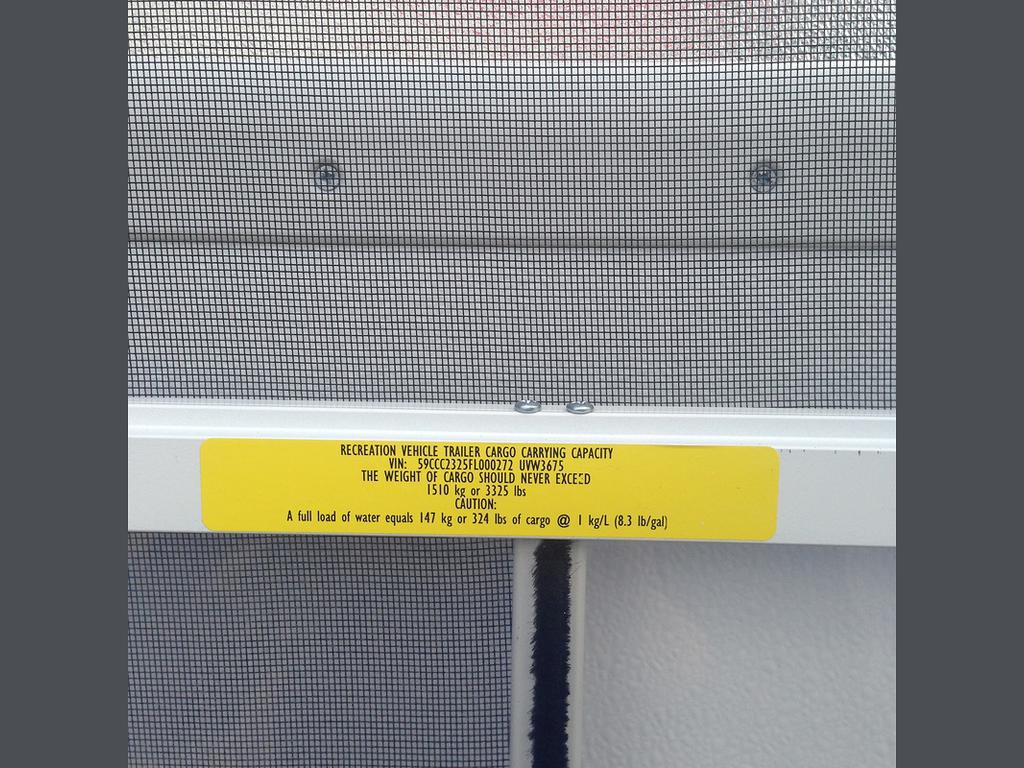 RECREATION VEHICLE TRAILER CARGO CARRYING CAPACITY
VIN: 59CCC2325FL000272 UVW3675
THE WEIGHT OF CARGO SHOULD NEVER EXCEED
1510 kg or 3325 lbs
CAUTION:
A full load of water equals 147 kg or 324 lbs of cargo @ 1 kg/L (8.3 lb/gal)